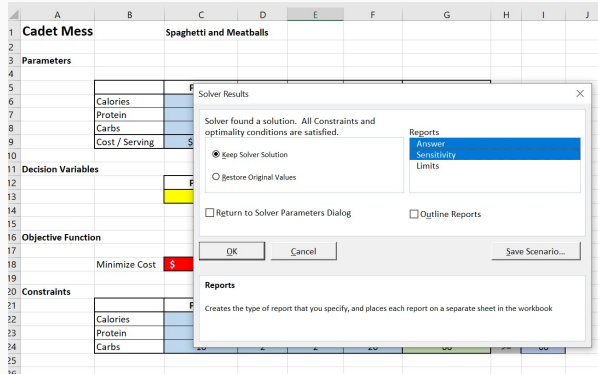 A B C D E F G H I J
1 Cadet Mess Spaghetti and Meatballs
2
3 Parameters
4
5
6 Calories
7 Protein
8 Carbs
9 Cost / Serving $
10
11 Decision Variables
12
13
14
15
16 Objective Function
17
18 Minimize Cost $
19
20 Constraints
21
22 Calories
23 Protein
24 Carbs
25
Solver Results
Solver found a solution. All Constraints and
optimality conditions are satisfied.
Keep Solver Solution
Restore Original Values
Reports
Answer
Sensitivity
Limits
Return to Solver Parameters Dialog
Outline Reports
OK Cancel Save Scenario...
Reports
Creates the type of report that you specify, and places each report on a separate sheet in the workbook